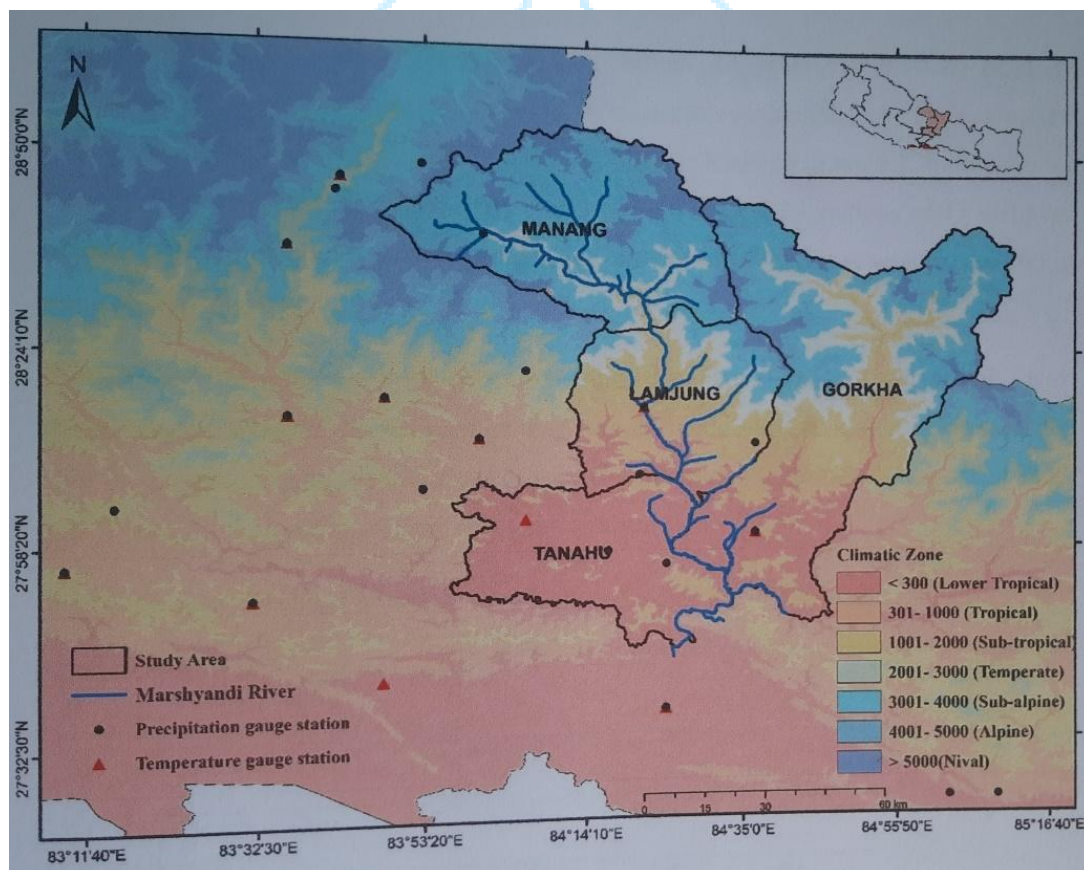 N
28°50'0"N
28°24'10"N
27°58'20"N
27°32'30"N
MANANG
LAMJUNG
GORKHA
TANAHU
Study Area
Marshyandi River
Precipitation gauge station
Temperature gauge station
Climatic Zone
< 300 (Lower Tropical)
301- 1000 (Tropical)
1001- 2000 (Sub-tropical)
2001- 3000 (Temperate)
3001- 4000 (Sub-alpine)
4001- 5000 (Alpine)
> 5000(Nival)
0 15 30 60 km
83°11'40"E 83°32'30"E 83°53'20"E 84°14'10"E 84°35'0"E 84°55'50"E 85°16'40"E